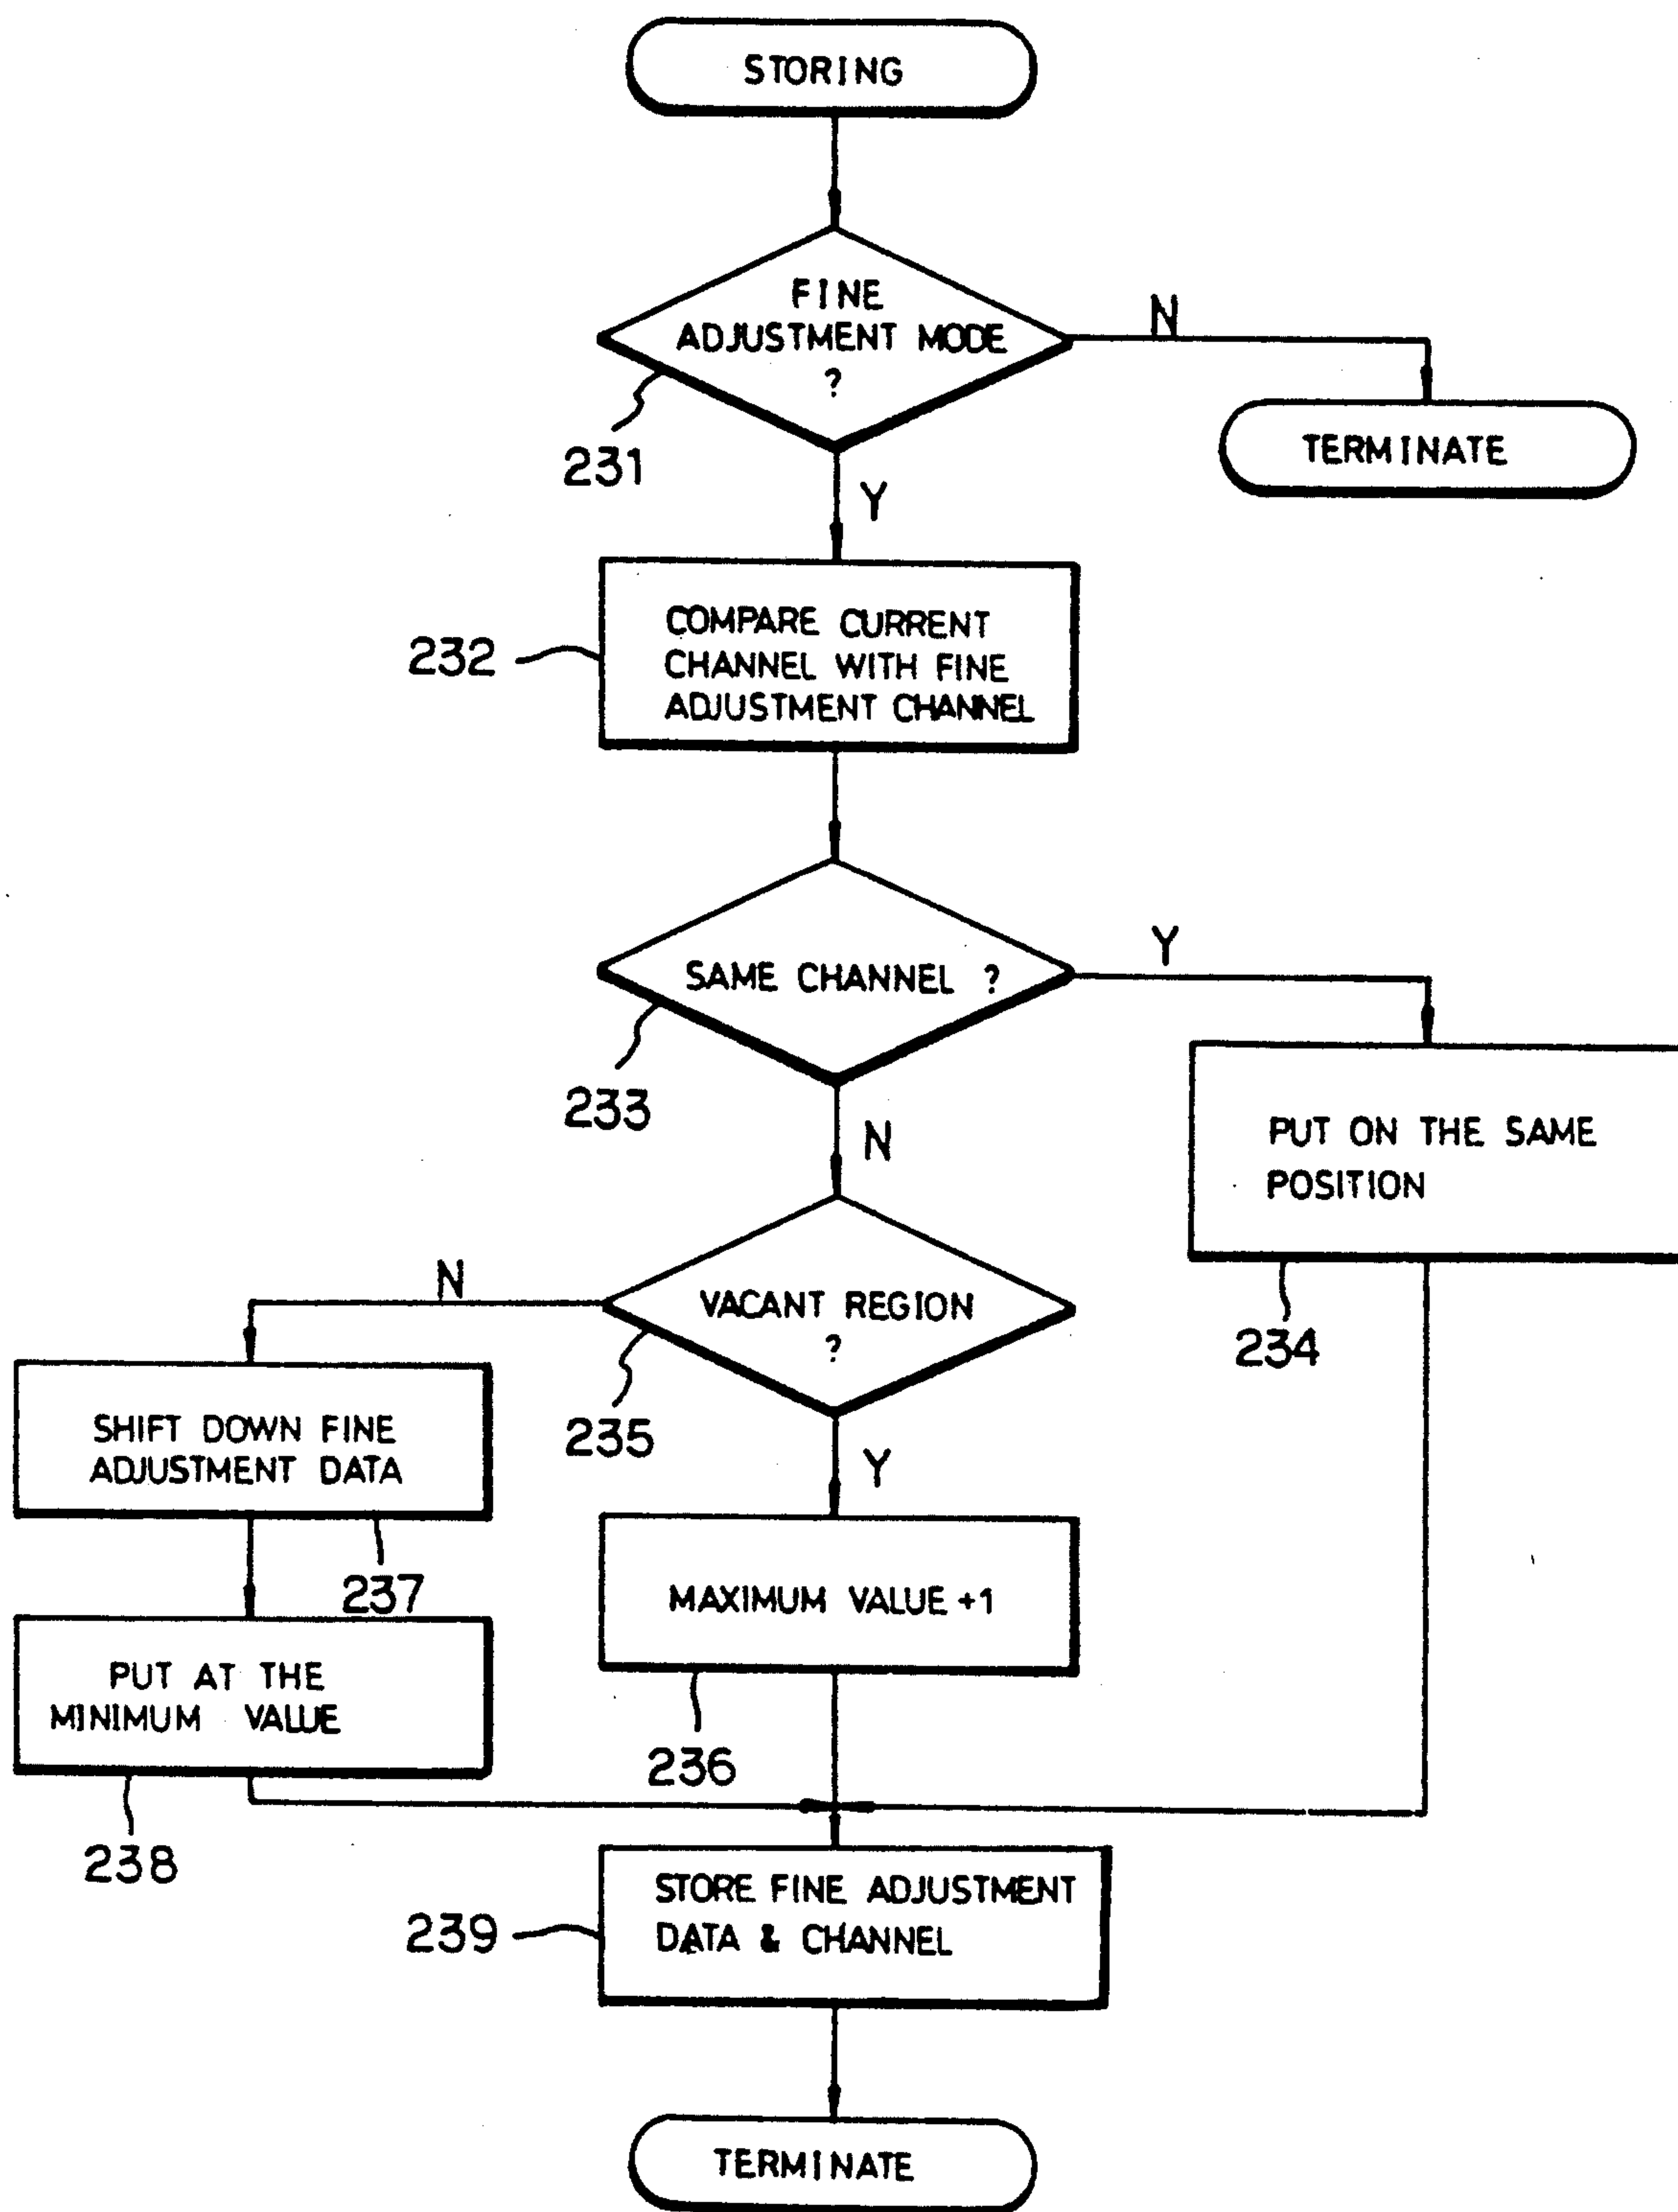 STORING
FINE
ADJUSTMENT MODE
?
N
TERMINATE
231
Y
232
COMPARE CURRENT
CHANNEL WITH FINE
ADJUSTMENT CHANNEL
SAME CHANNEL ?
Y
233
N
PUT ON THE SAME
POSITION
234
VACANT REGION
?
N
235
Y
SHIFT DOWN FINE
ADJUSTMENT DATA
237
MAXIMUM VALUE +1
236
PUT AT THE
MINIMUM VALUE
238
239
STORE FINE ADJUSTMENT
DATA & CHANNEL
TERMINATE